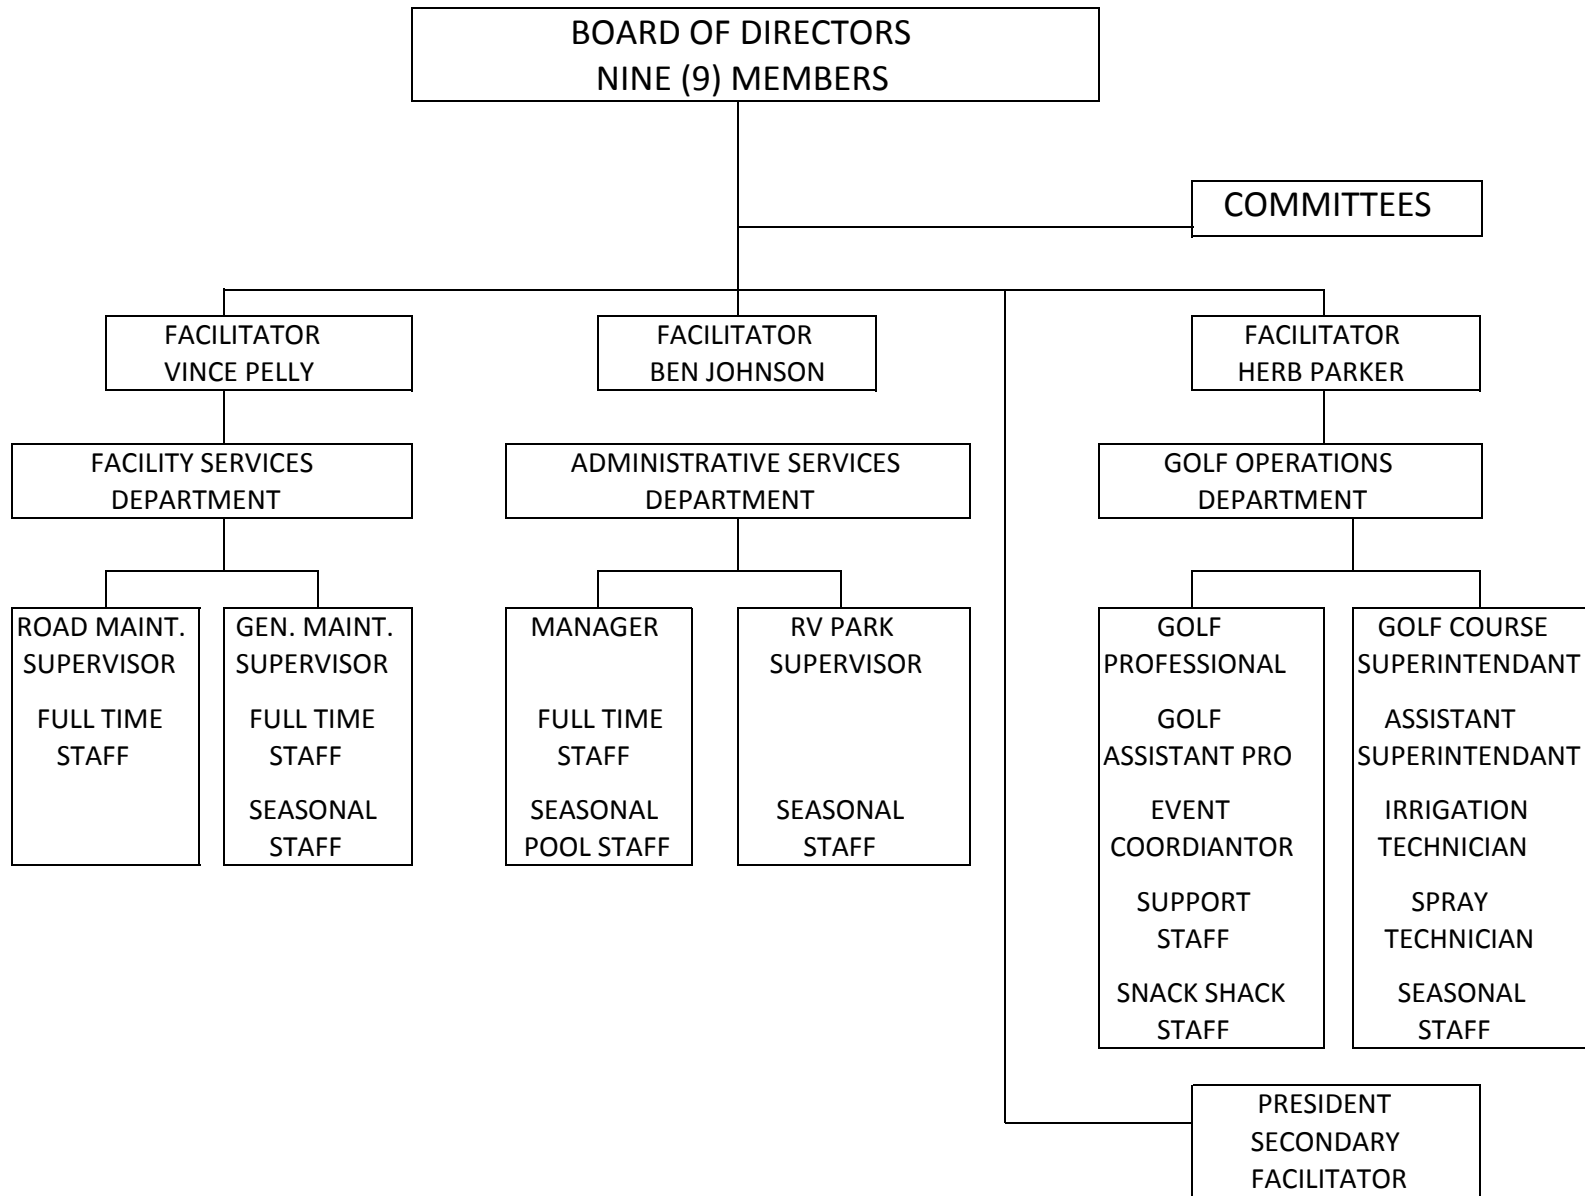 BOARD OF DIRECTORS
NINE (9) MEMBERS
COMMITTEES
FACILITATOR
VINCE PELLY
FACILITATOR
BEN JOHNSON
FACILITATOR
HERB PARKER
FACILITY SERVICES
DEPARTMENT
ADMINISTRATIVE SERVICES
DEPARTMENT
GOLF OPERATIONS
DEPARTMENT
ROAD MAINT.
SUPERVISOR
FULL TIME
STAFF
GEN. MAINT.
SUPERVISOR
FULL TIME
STAFF
SEASONAL
STAFF
MANAGER
FULL TIME
STAFF
SEASONAL
POOL STAFF
RV PARK
SUPERVISOR
SEASONAL
STAFF
GOLF
PROFESSIONAL
GOLF
ASSISTANT PRO
EVENT
COORDIANTOR
SUPPORT
STAFF
SNACK SHACK
STAFF
GOLF COURSE
SUPERINTENDANT
ASSISTANT
SUPERINTENDANT
IRRIGATION
TECHNICIAN
SPRAY
TECHNICIAN
SEASONAL
STAFF
PRESIDENT
SECONDARY
FACILITATOR